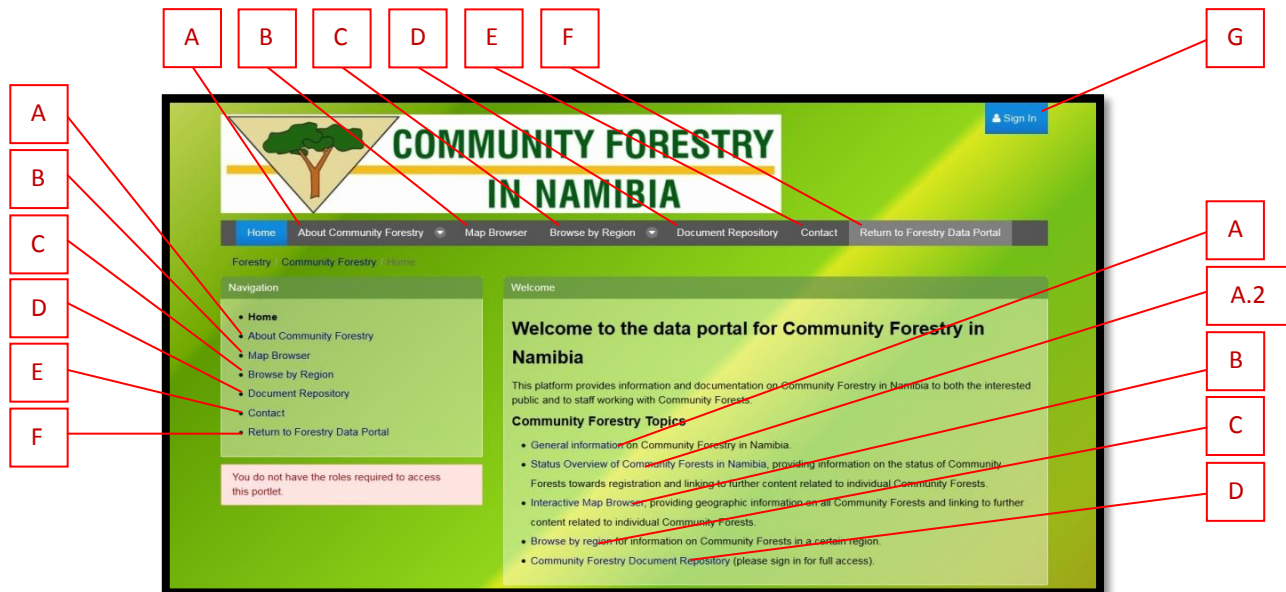 A B C D E F G
A
B
C
D
E
F
A
A.2
B
C
D
Sign In
COMMUNITY FORESTRY
IN NAMIBIA
Home About Community Forestry Map Browser Browse by Region Document Repository Contact Return to Forestry Data Portal
Forestry / Community Forestry / Home
Navigation
• Home
• About Community Forestry
• Map Browser
• Browse by Region
• Document Repository
• Contact
• Return to Forestry Data Portal
You do not have the roles required to access
this portlet.
Welcome
Welcome to the data portal for Community Forestry in
Namibia
This platform provides information and documentation on Community Forestry in Namibia to both the interested
public and to staff working with Community Forests.
Community Forestry Topics
• General information on Community Forestry in Namibia.
• Status Overview of Community Forests in Namibia, providing information on the status of Community
Forests towards registration and linking to further content related to individual Community Forests.
• Interactive Map Browser, providing geographic information on all Community Forests and linking to further
content related to individual Community Forests.
• Browse by region for information on Community Forests in a certain region.
• Community Forestry Document Repository (please sign in for full access).